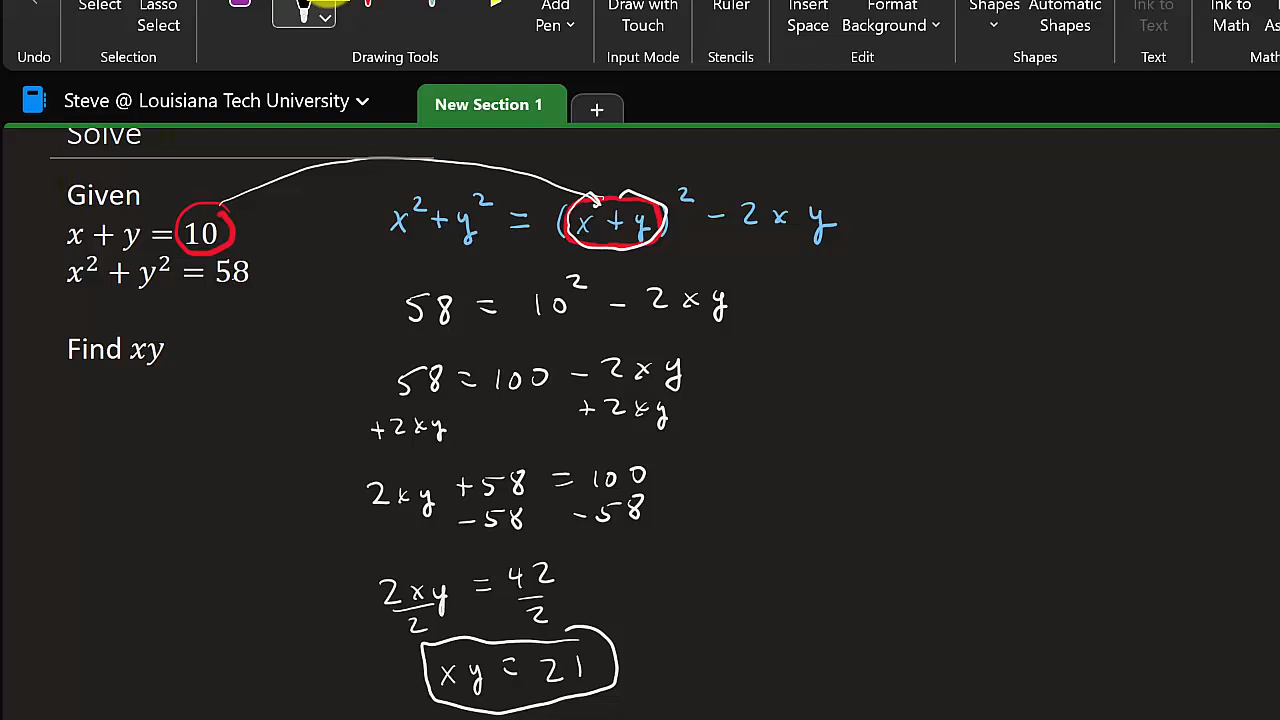 Select Lasso Select Add Pen Draw with Touch Ruler Insert Space Format Background Shapes Automatic Shapes Ink to Text Ink to Math
Undo Selection Drawing Tools Input Mode Stencils Edit Shapes Text Math
Steve @ Louisiana Tech University New Section 1 +
Solve
Given
x + y = 10
x² + y² = 58
Find xy
x² + y² = (x + y)² - 2xy
58 = 10² - 2xy
58 = 100 - 2xy
+2xy +2xy
2xy + 58 = 100
-58 -58
2xy = 42
2 2
xy = 21